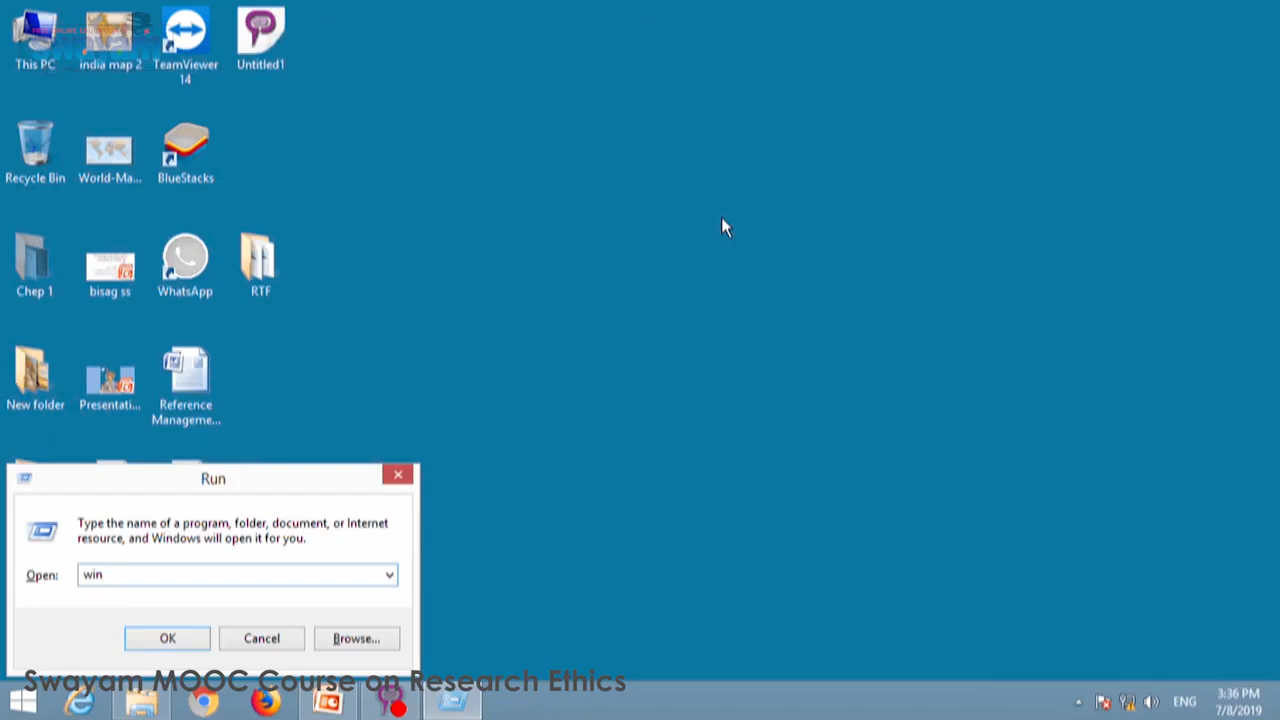 This PC
india map 2
TeamViewer
14
Untitled1
Recycle Bin
World-Ma...
BlueStacks
Chep 1
bisag ss
WhatsApp
RTF
New folder
Presentati...
Reference
Manageme...
Run
Type the name of a program, folder, document, or Internet
resource, and Windows will open it for you.
Open:
win
OK
Cancel
Browse...
Swayam MOOC Course on Research Ethics
ENG
3:36 PM
7/8/2019